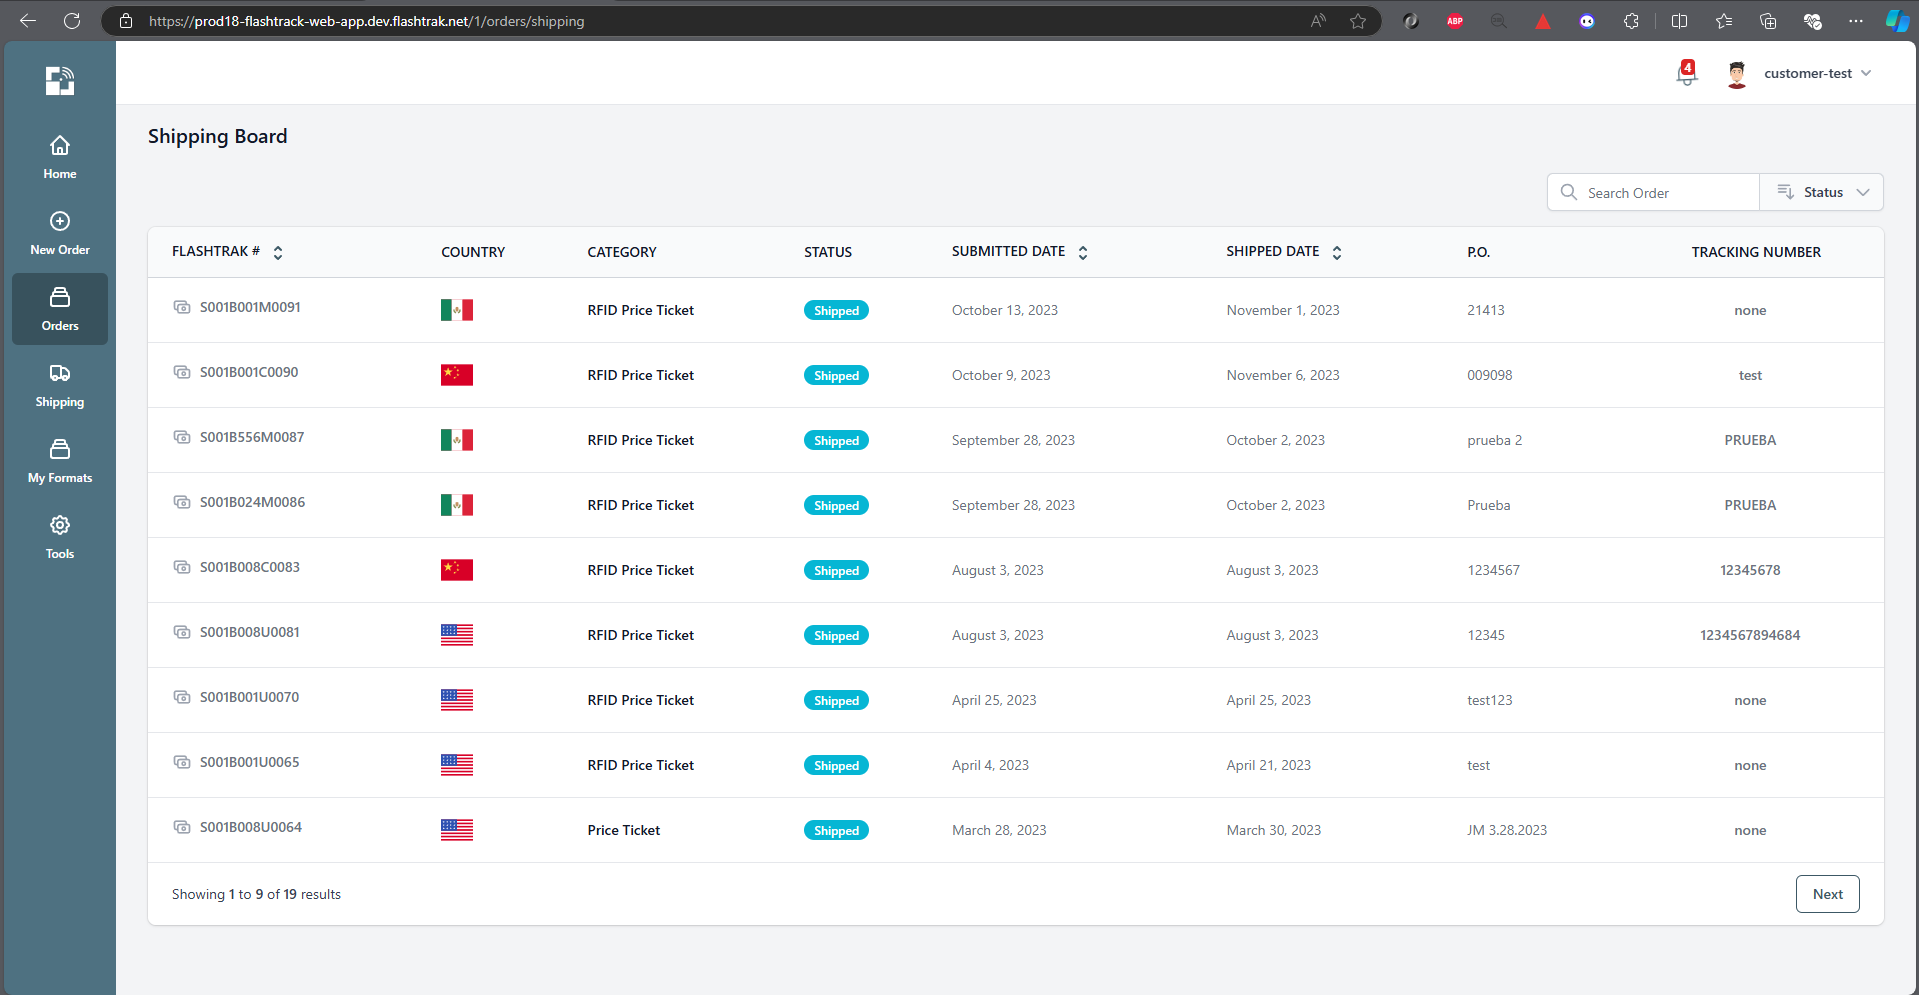 https://prod18-flashtrack-web-app.dev.flashtrak.net/1/orders/shipping
ABP
4
customer-test
Home
New Order
Orders
Shipping
My Formats
Tools
Shipping Board
Search Order
Status
FLASHTRAK # COUNTRY CATEGORY STATUS SUBMITTED DATE SHIPPED DATE P.O. TRACKING NUMBER
S001B001M0091 RFID Price Ticket Shipped October 13, 2023 November 1, 2023 21413 none
S001B001C0090 RFID Price Ticket Shipped October 9, 2023 November 6, 2023 009098 test
S001B556M0087 RFID Price Ticket Shipped September 28, 2023 October 2, 2023 prueba 2 PRUEBA
S001B024M0086 RFID Price Ticket Shipped September 28, 2023 October 2, 2023 Prueba PRUEBA
S001B008C0083 RFID Price Ticket Shipped August 3, 2023 August 3, 2023 1234567 12345678
S001B008U0081 RFID Price Ticket Shipped August 3, 2023 August 3, 2023 12345 1234567894684
S001B001U0070 RFID Price Ticket Shipped April 25, 2023 April 25, 2023 test123 none
S001B001U0065 RFID Price Ticket Shipped April 4, 2023 April 21, 2023 test none
S001B008U0064 Price Ticket Shipped March 28, 2023 March 30, 2023 JM 3.28.2023 none
Showing 1 to 9 of 19 results
Next